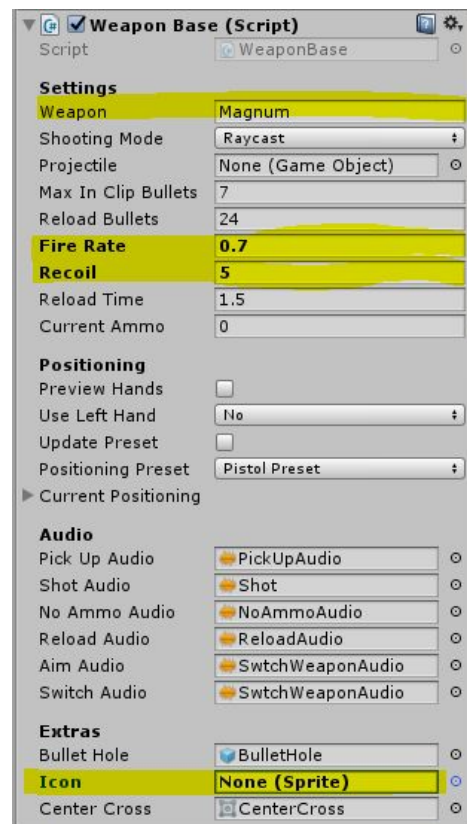 Weapon Base (Script)
Script WeaponBase
Settings
Weapon Magnum
Shooting Mode Raycast
Projectile None (Game Object)
Max In Clip Bullets 7
Reload Bullets 24
Fire Rate 0.7
Recoil 5
Reload Time 1.5
Current Ammo 0
Positioning
Preview Hands
Use Left Hand No
Update Preset
Positioning Preset Pistol Preset
Current Positioning
Audio
Pick Up Audio PickUpAudio
Shot Audio Shot
No Ammo Audio NoAmmoAudio
Reload Audio ReloadAudio
Aim Audio SwtchWeaponAudio
Switch Audio SwtchWeaponAudio
Extras
Bullet Hole BulletHole
Icon None (Sprite)
Center Cross CenterCross